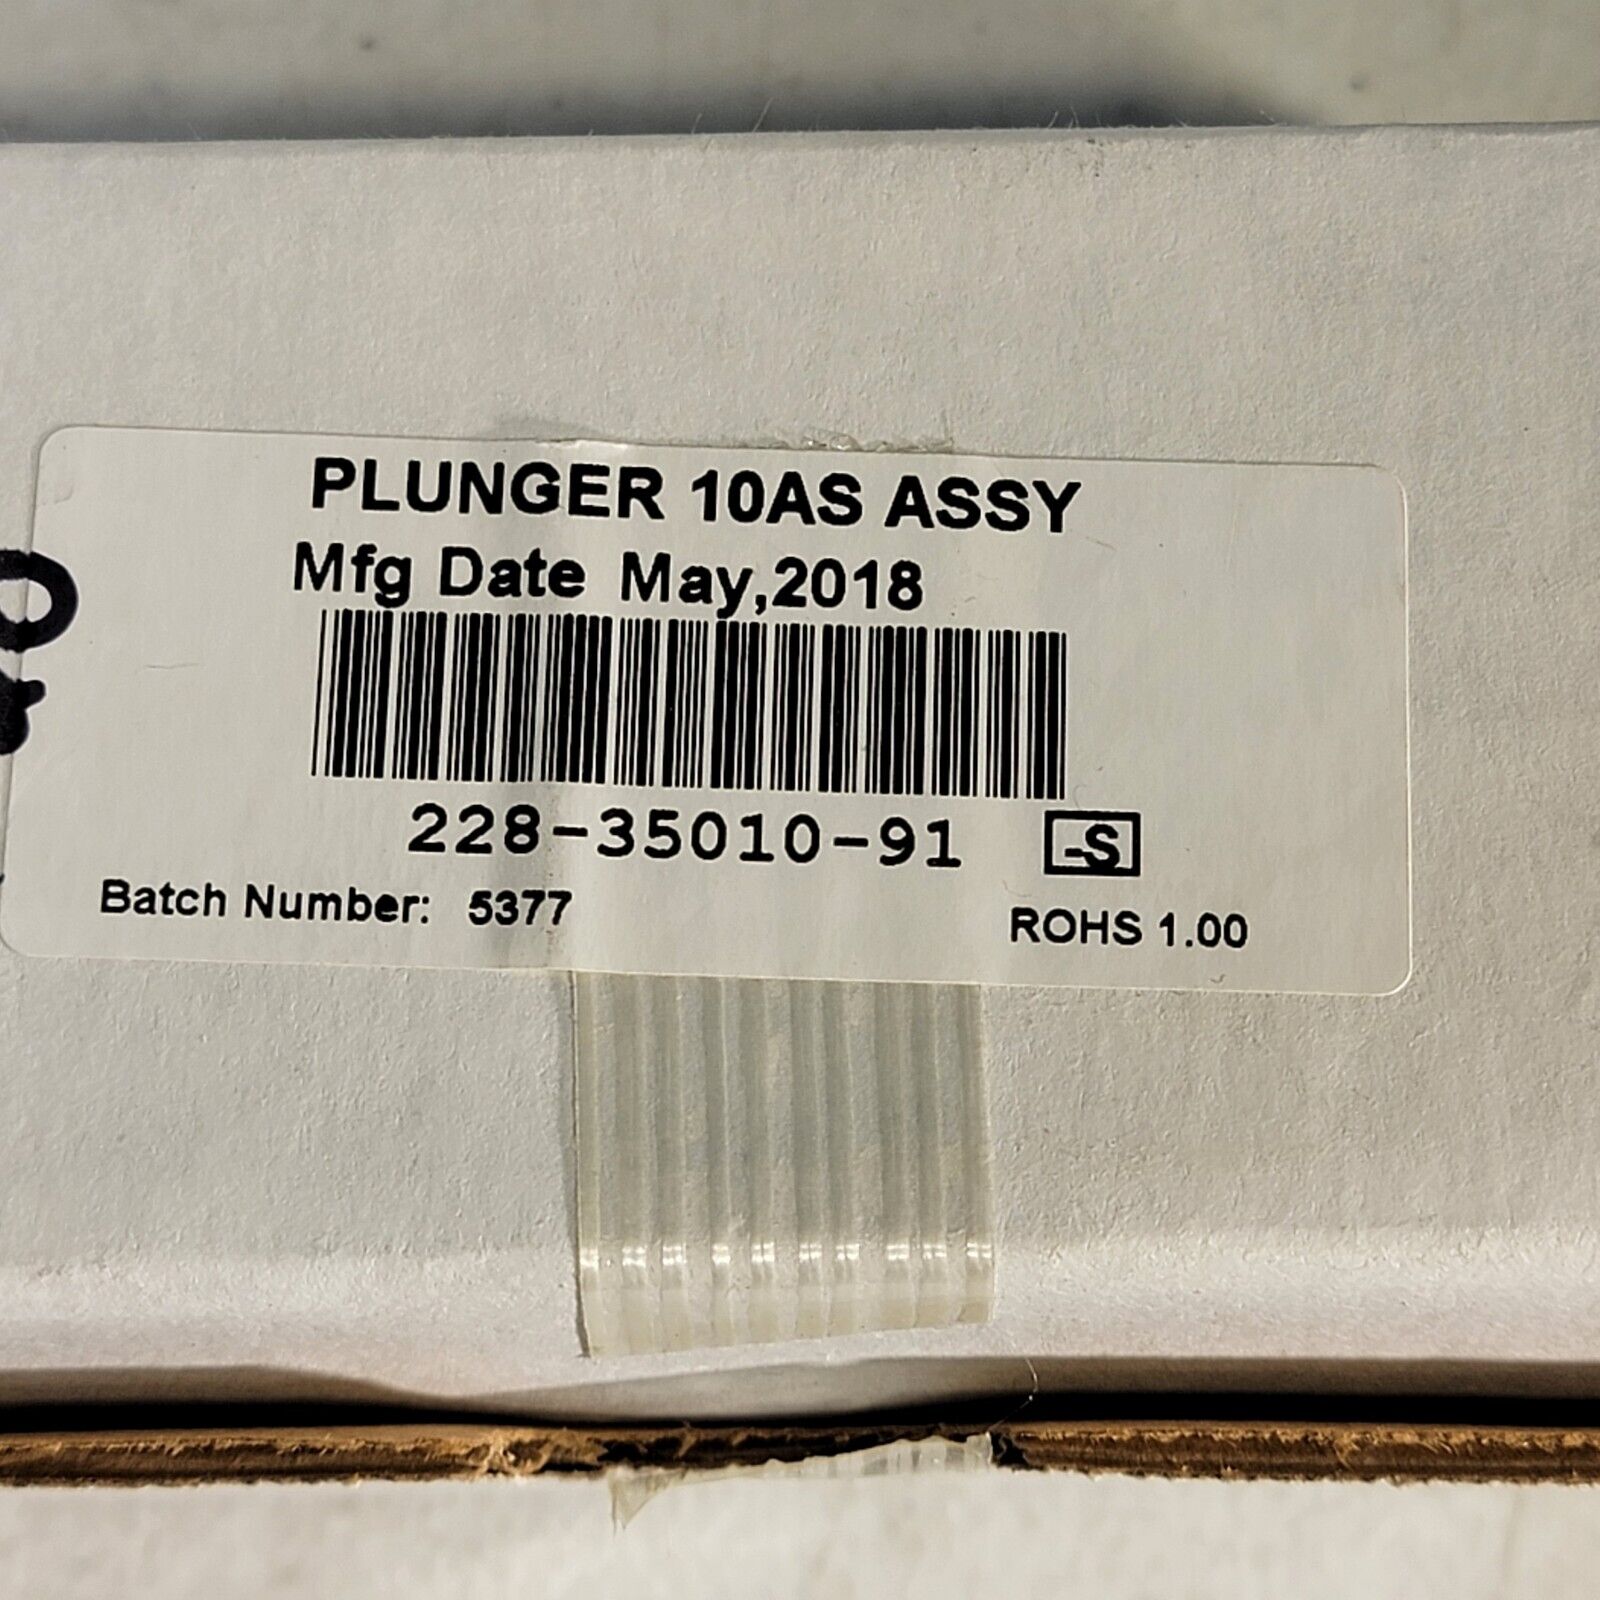 PLUNGER 10AS ASSY
Mfg Date May,2018
228-35010-91 -S
Batch Number: 5377 ROHS 1.00